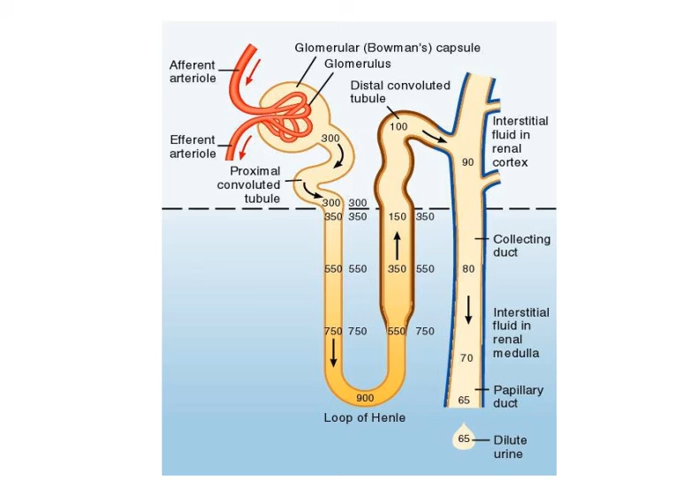 Glomerular (Bowman's) capsule
Afferent
arteriole
Glomerulus
Distal convoluted
tubule
100
Interstitial
fluid in
renal
cortex
Efferent
arteriole
300
90
Proximal
convoluted
tubule
300 300
350 350 150 350
Collecting
duct
550 550 350 550 80
Interstitial
fluid in
renal
medulla
750 750 550 750
70
900
Papillary
duct
65
Loop of Henle
65
Dilute
urine